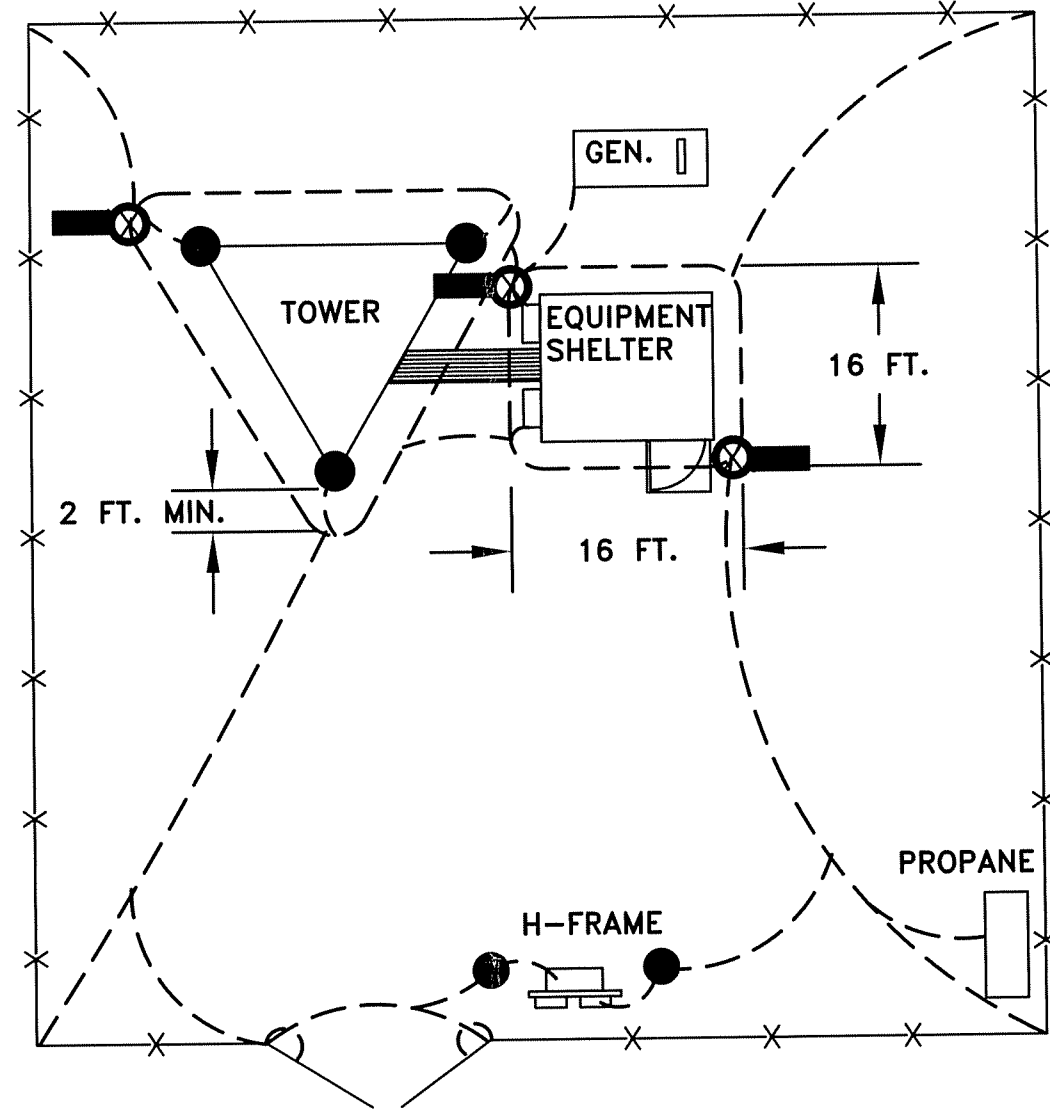 GEN.
TOWER
EQUIPMENT
SHELTER
16 FT.
2 FT. MIN.
16 FT.
PROPANE
H-FRAME